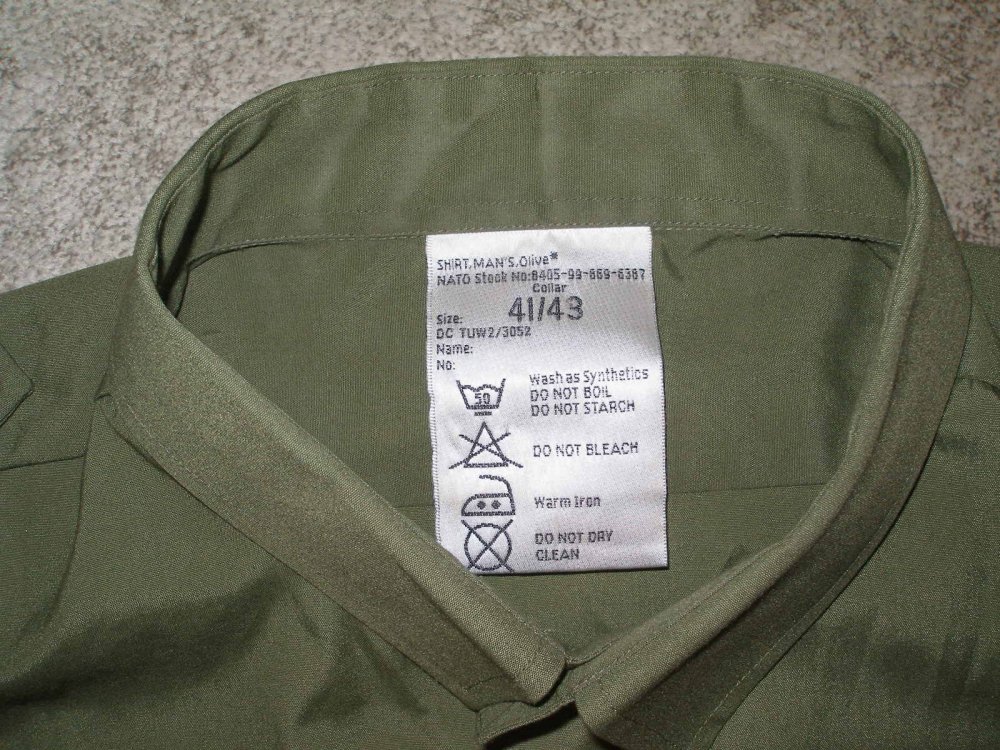 SHIRT,MAN'S,Olive*
NATO Stock No:8405-99-869-6387
Collar
Size: 41/43
DC TUW2/3052
Name:
No:
50
Wash as Synthetics
DO NOT BOIL
DO NOT STARCH
DO NOT BLEACH
Warm Iron
DO NOT DRY
CLEAN